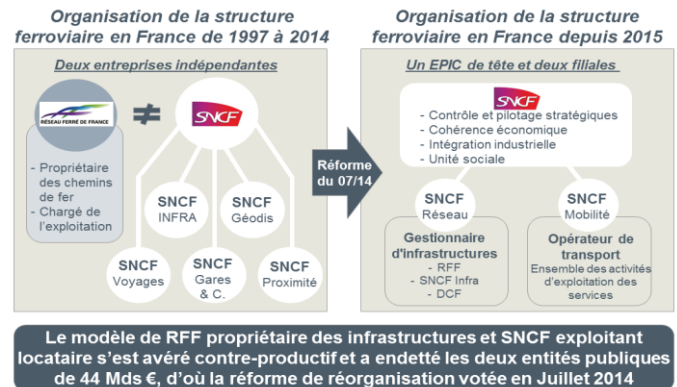 Organisation de la structure
ferroviaire en France de 1997 à 2014
Deux entreprises indépendantes
RÉSEAU FERRÉ DE FRANCE
≠
SNCF
- Propriétaire
des chemins
de fer
- Chargé de
l'exploitation
SNCF
INFRA
SNCF
Géodis
SNCF
Voyages
SNCF
Gares
& C.
SNCF
Proximité
Réforme
du 07/14
Organisation de la structure
ferroviaire en France depuis 2015
Un EPIC de tête et deux filiales
SNCF
- Contrôle et pilotage stratégiques
- Cohérence économique
- Intégration industrielle
- Unité sociale
SNCF
Réseau
Gestionnaire
d'infrastructures
- RFF
- SNCF Infra
- DCF
SNCF
Mobilité
Opérateur de
transport
Ensemble des activités
d'exploitation des
services
Le modèle de RFF propriétaire des infrastructures et SNCF exploitant
locataire s'est avéré contre-productif et a endetté les deux entités publiques
de 44 Mds €, d'où la réforme de réorganisation votée en Juillet 2014